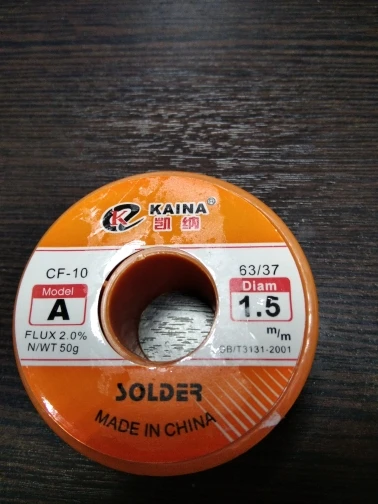 KAINA®
凯纳
CF-10
63/37
Model
A
Diam
1.5
m/m
FLUX 2.0%
N/WT 50g
GB/T3131-2001
SOLDER
MADE IN CHINA